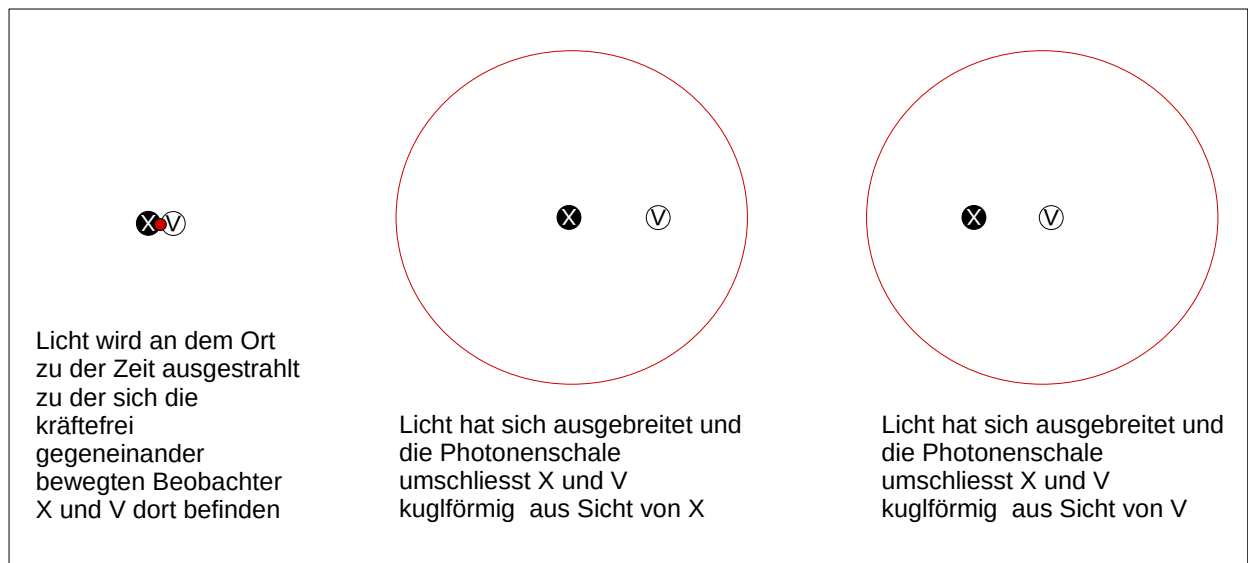 X V
X V
X V
Licht wird an dem Ort
zu der Zeit ausgestrahlt
zu der sich die
kräftefrei
gegeneinander
bewegten Beobachter
X und V dort befinden
Licht hat sich ausgebreitet und
die Photonenschale
umschliesst X und V
kuglförmig  aus Sicht von X
Licht hat sich ausgebreitet und
die Photonenschale
umschliesst X und V
kuglförmig  aus Sicht von V